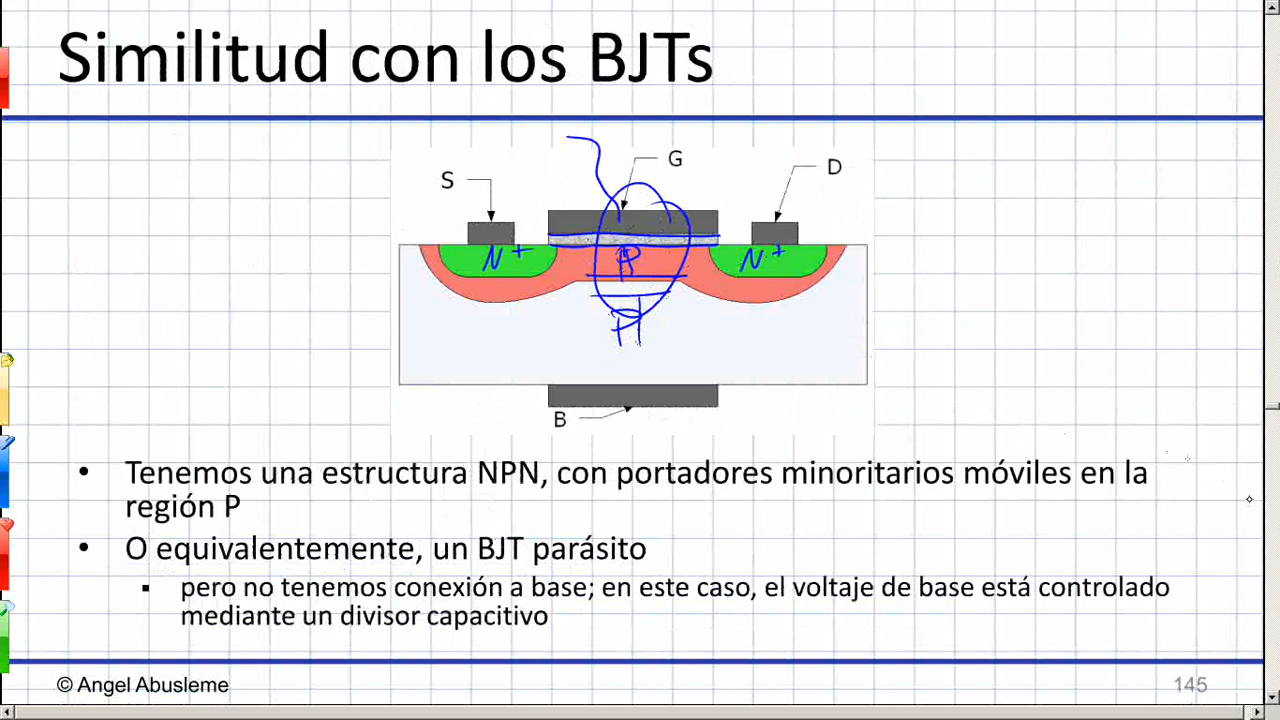 Similitud con los BJTs
G
S
D
N+
P
N+
B
• Tenemos una estructura NPN, con portadores minoritarios móviles en la
región P
• O equivalentemente, un BJT parásito
▪ pero no tenemos conexión a base; en este caso, el voltaje de base está controlado
mediante un divisor capacitivo
© Angel Abusleme
145